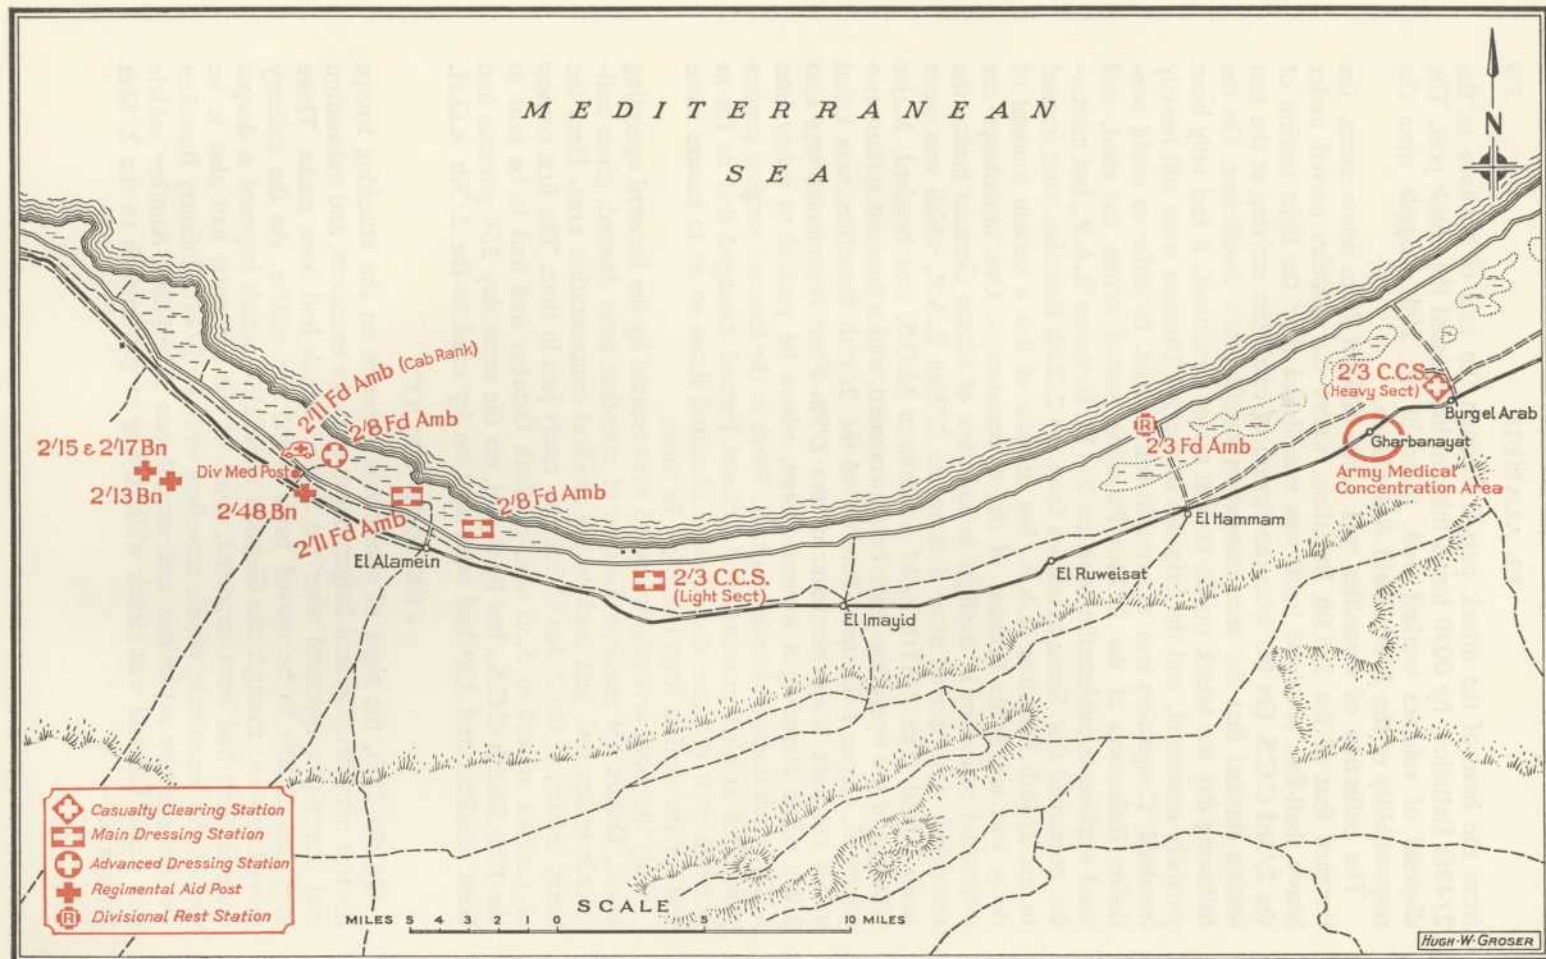 MEDITERRANEAN
SEA
N
2/11 Fd Amb (Cab Rank)
2/8 Fd Amb
2/15 & 2/17 Bn
2/13 Bn
Div Med Post
2/48 Bn
2/11 Fd Amb
El Alamein
2/8 Fd Amb
2/3 C.C.S.
(Light Sect)
El Imayid
El Ruweisat
El Hammam
2/3 Fd Amb
R
2/3 C.C.S.
(Heavy Sect)
Burg el Arab
Gharbanayat
Army Medical
Concentration Area
Casualty Clearing Station
Main Dressing Station
Advanced Dressing Station
Regimental Aid Post
R Divisional Rest Station
SCALE
MILES 5 4 3 2 1 0 5 10 MILES
HUGH·W·GROSER